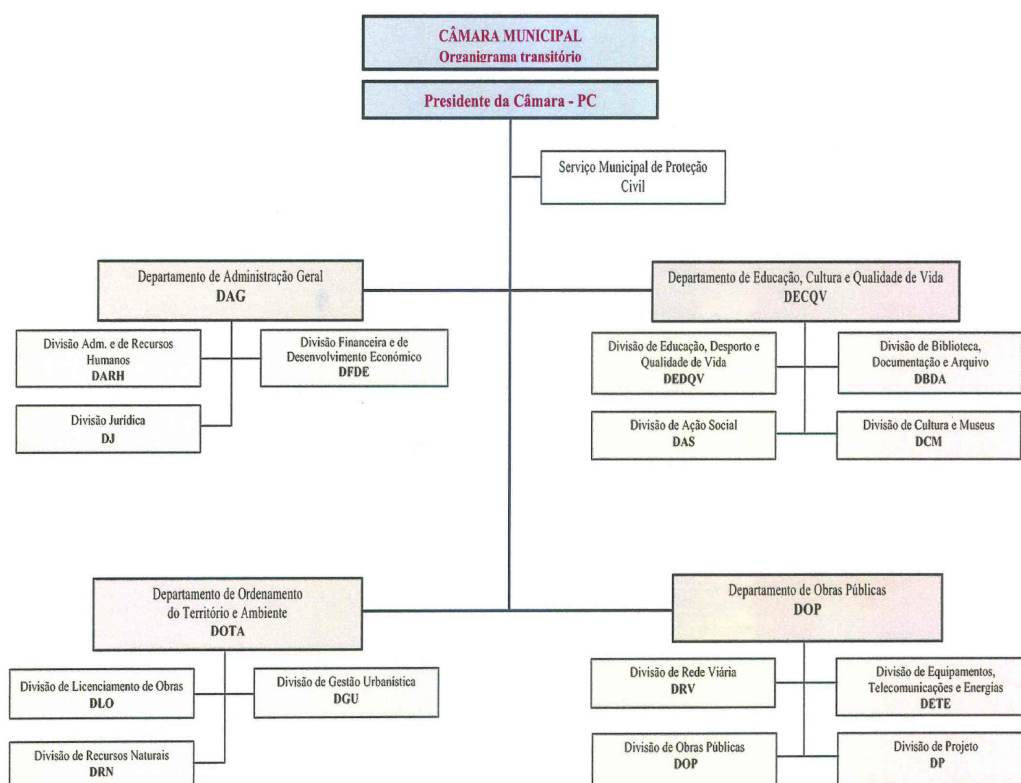 CÂMARA MUNICIPAL
Organigrama transitório
Presidente da Câmara - PC
Serviço Municipal de Proteção
Civil
Departamento de Administração Geral
DAG
Divisão Adm. e de Recursos
Humanos
DARH
Divisão Financeira e de
Desenvolvimento Económico
DFDE
Divisão Jurídica
DJ
Departamento de Educação, Cultura e Qualidade de Vida
DECQV
Divisão de Educação, Desporto e
Qualidade de Vida
DEDQV
Divisão de Biblioteca,
Documentação e Arquivo
DBDA
Divisão de Ação Social
DAS
Divisão de Cultura e Museus
DCM
Departamento de Ordenamento
do Território e Ambiente
DOTA
Divisão de Licenciamento de Obras
DLO
Divisão de Gestão Urbanística
DGU
Divisão de Recursos Naturais
DRN
Departamento de Obras Públicas
DOP
Divisão de Rede Viária
DRV
Divisão de Equipamentos,
Telecomunicações e Energias
DETE
Divisão de Obras Públicas
DOP
Divisão de Projeto
DP